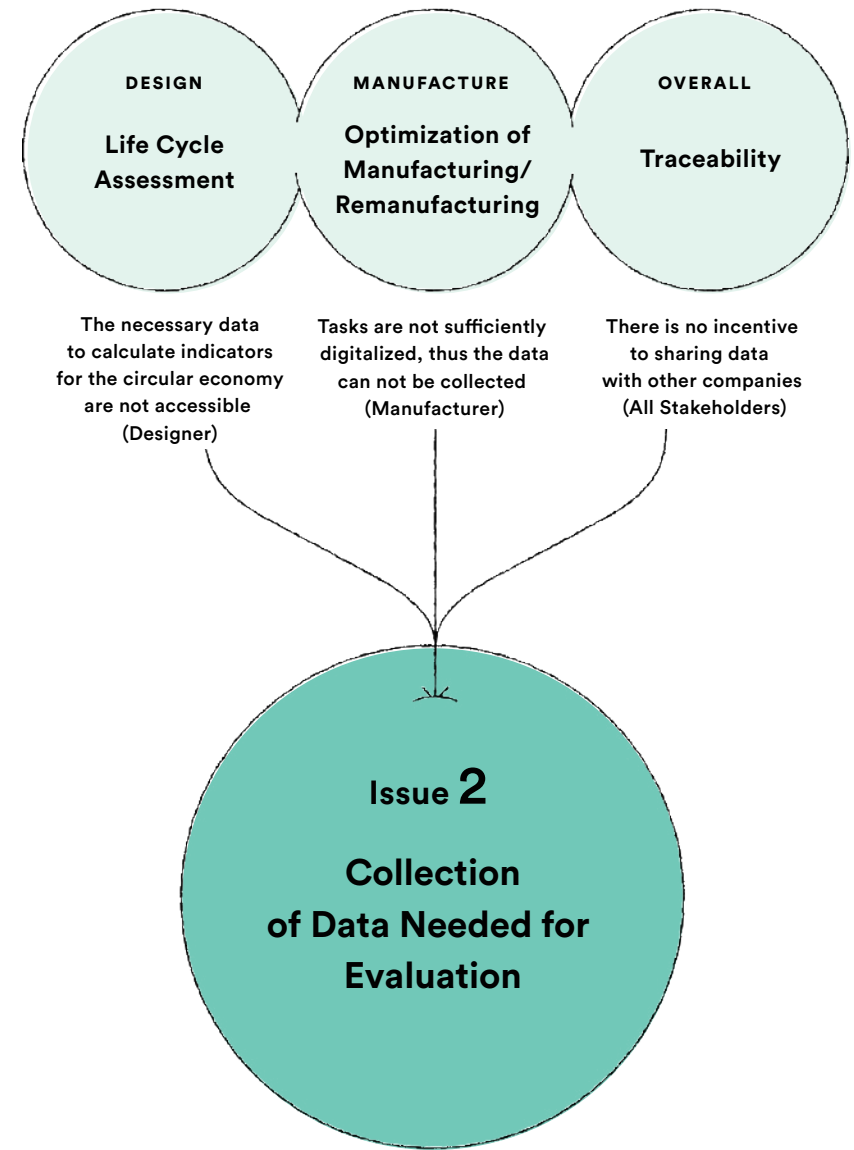 DESIGN
Life Cycle
Assessment
MANUFACTURE
Optimization of
Manufacturing/
Remanufacturing
OVERALL
Traceability
The necessary data
to calculate indicators
for the circular economy
are not accessible
(Designer)
Tasks are not sufficiently
digitalized, thus the data
can not be collected
(Manufacturer)
There is no incentive
to sharing data
with other companies
(All Stakeholders)
Issue 2
Collection
of Data Needed for
Evaluation